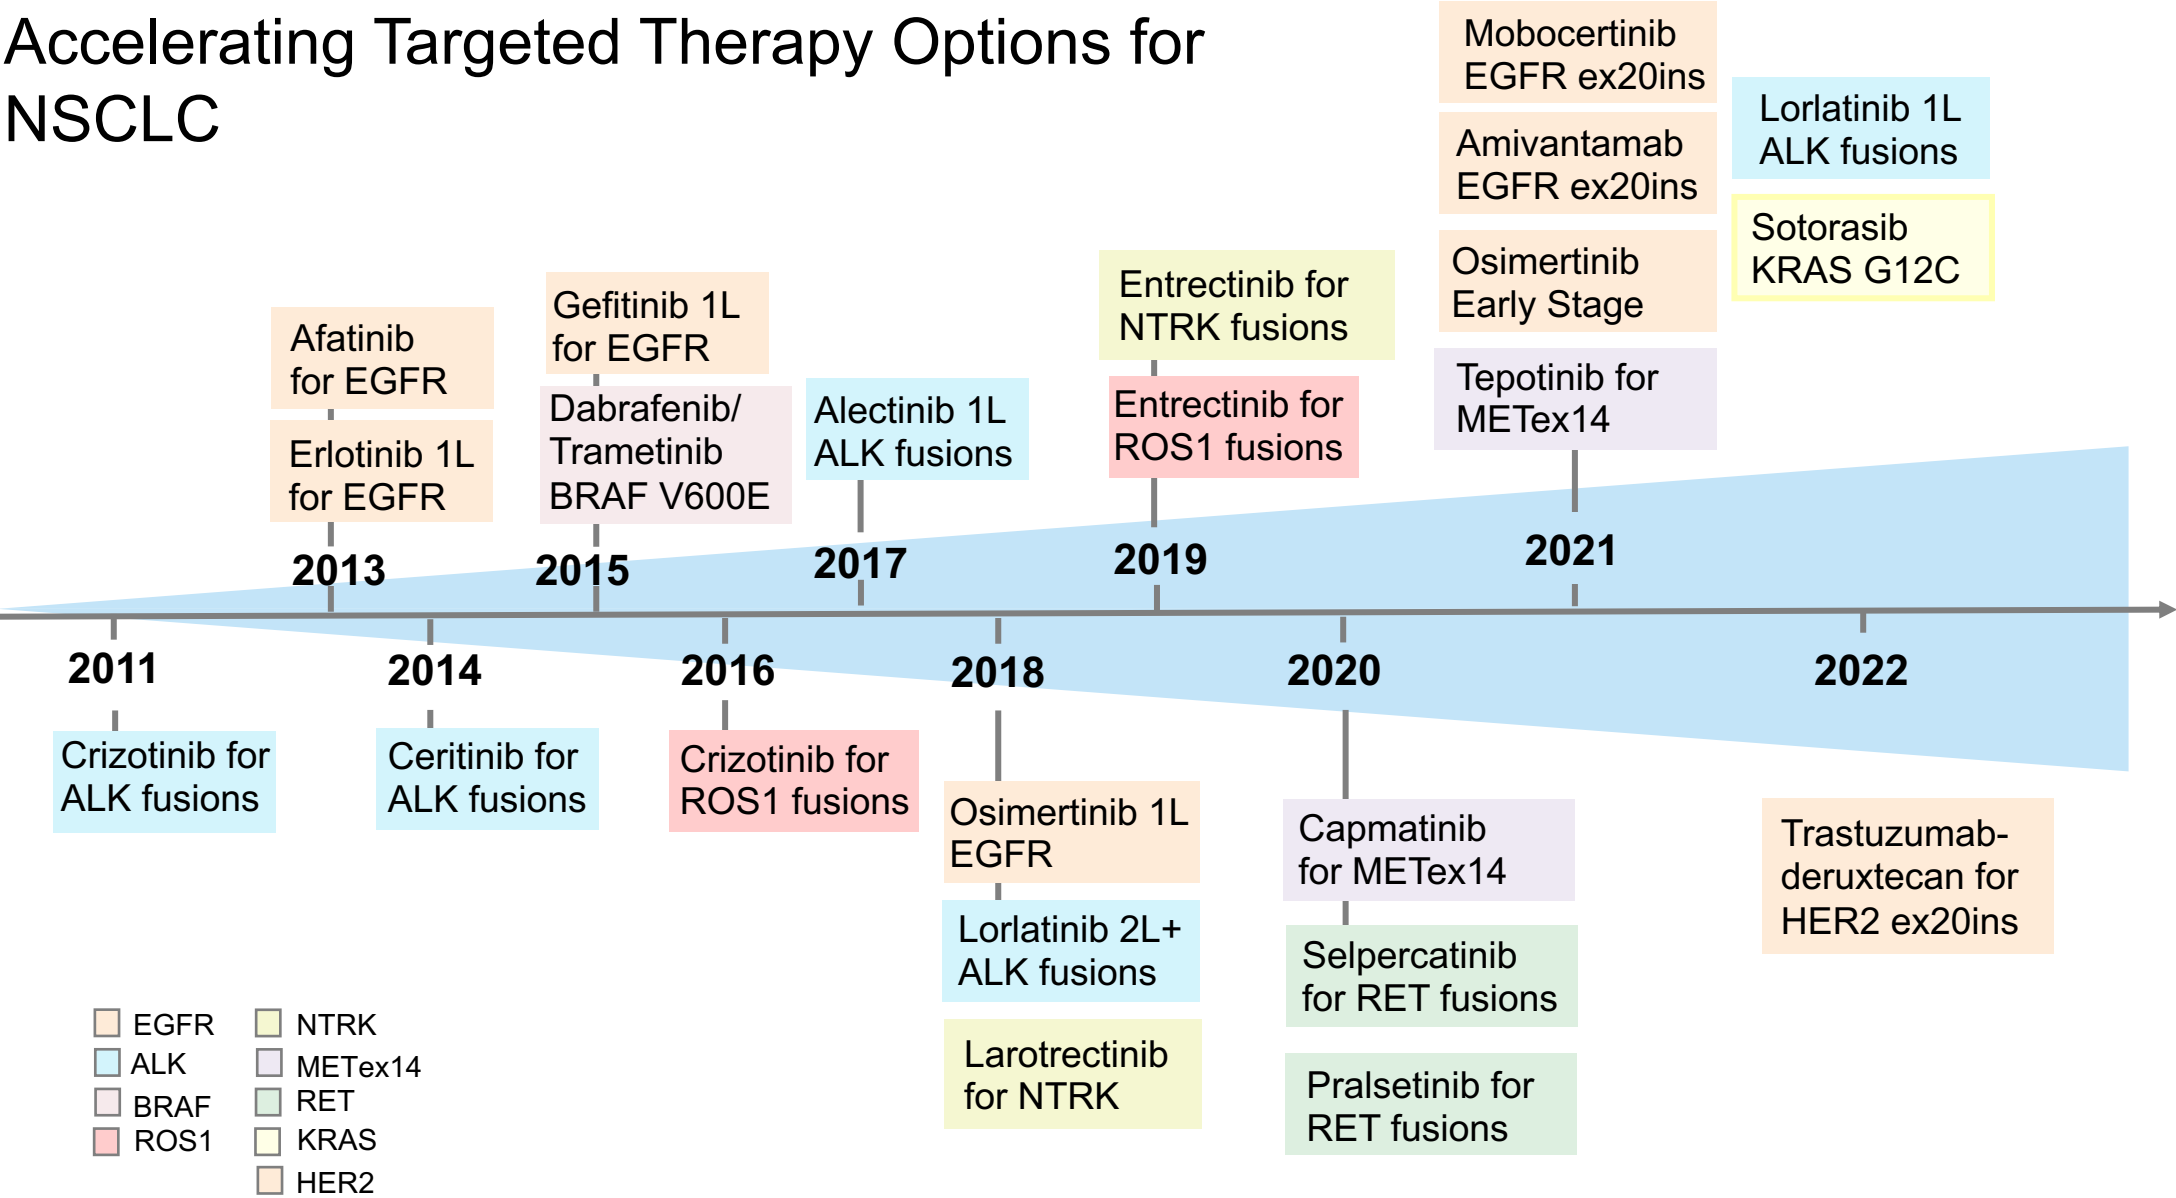 Accelerating Targeted Therapy Options for
NSCLC
Mobocertinib
EGFR ex20ins
Amivantamab
EGFR ex20ins
Osimertinib
Early Stage
Tepotinib for
METex14
Lorlatinib 1L
ALK fusions
Sotorasib
KRAS G12C
Afatinib
for EGFR
Erlotinib 1L
for EGFR
Gefitinib 1L
for EGFR
Dabrafenib/
Trametinib
BRAF V600E
Alectinib 1L
ALK fusions
Entrectinib for
NTRK fusions
Entrectinib for
ROS1 fusions
2013
2015
2017
2019
2021
2011
2014
2016
2018
2020
2022
Crizotinib for
ALK fusions
Ceritinib for
ALK fusions
Crizotinib for
ROS1 fusions
Osimertinib 1L
EGFR
Lorlatinib 2L+
ALK fusions
Larotrectinib
for NTRK
Capmatinib
for METex14
Selpercatinib
for RET fusions
Pralsetinib for
RET fusions
Trastuzumab-
deruxtecan for
HER2 ex20ins
EGFR
ALK
BRAF
ROS1
NTRK
METex14
RET
KRAS
HER2